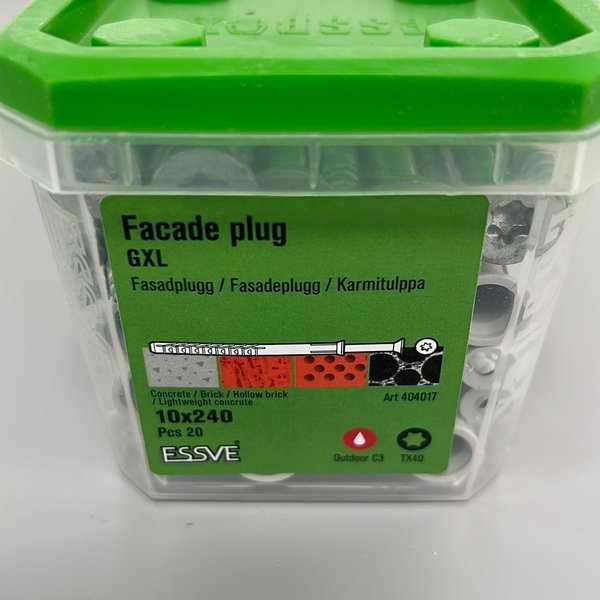 ESSVE
Facade plug
GXL
Fasadplugg / Fasadeplugg / Karmitulppa
Concrete / Brick / Hollow brick
/ Lightweight concrete
Art 404017
10x240
Pcs 20
ESSVE
Outdoor C3
TX40